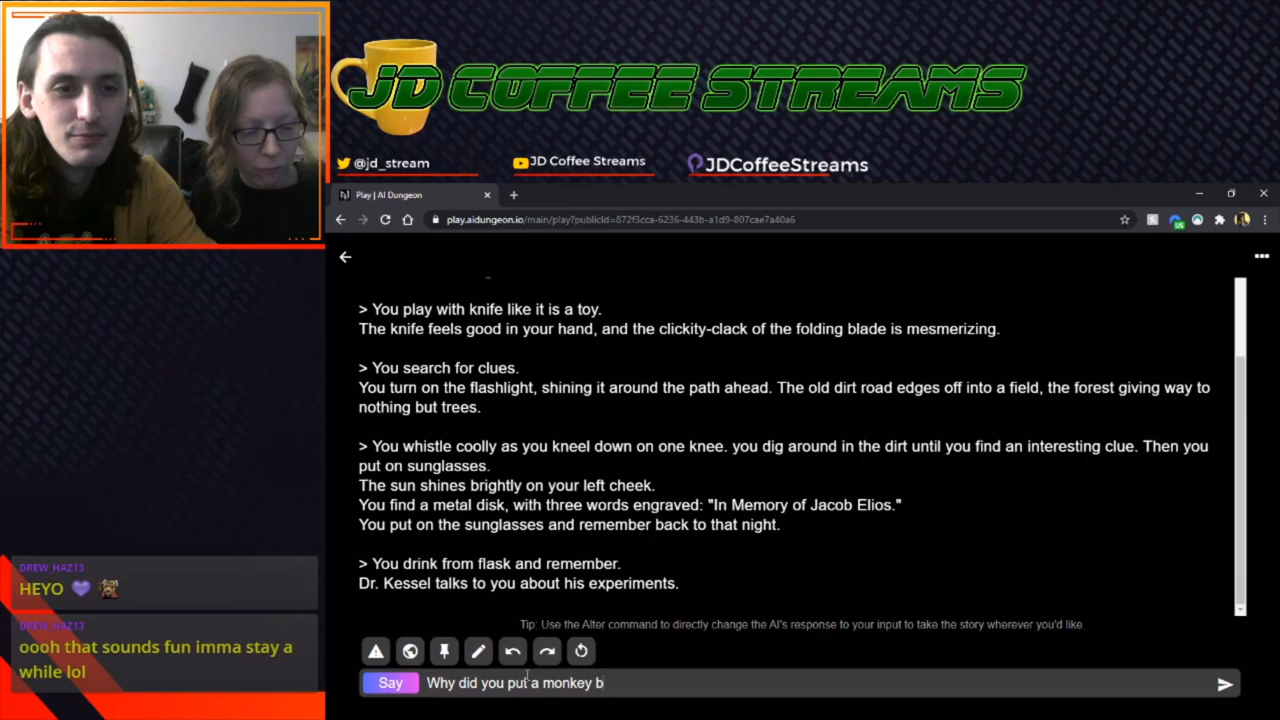 JD COFFEE STREAMS
@jd_stream
JD Coffee Streams
JDCoffeeStreams
Play | AI Dungeon
play.aidungeon.io/main/play?publicId=872f3cca-6236-443b-a1d9-807cae7a40a6
> You play with knife like it is a toy.
The knife feels good in your hand, and the clickity-clack of the folding blade is mesmerizing.
> You search for clues.
You turn on the flashlight, shining it around the path ahead. The old dirt road edges off into a field, the forest giving way to
nothing but trees.
> You whistle coolly as you kneel down on one knee. you dig around in the dirt until you find an interesting clue. Then you
put on sunglasses.
The sun shines brightly on your left cheek.
You find a metal disk, with three words engraved: "In Memory of Jacob Elios."
You put on the sunglasses and remember back to that night.
> You drink from flask and remember.
Dr. Kessel talks to you about his experiments.
Tip: Use the Alter command to directly change the AI's response to your input to take the story wherever you'd like
Say
Why did you put a monkey b
DREW_HAZ13
HEYO
DREW_HAZ13
oooh that sounds fun imma stay a
while lol